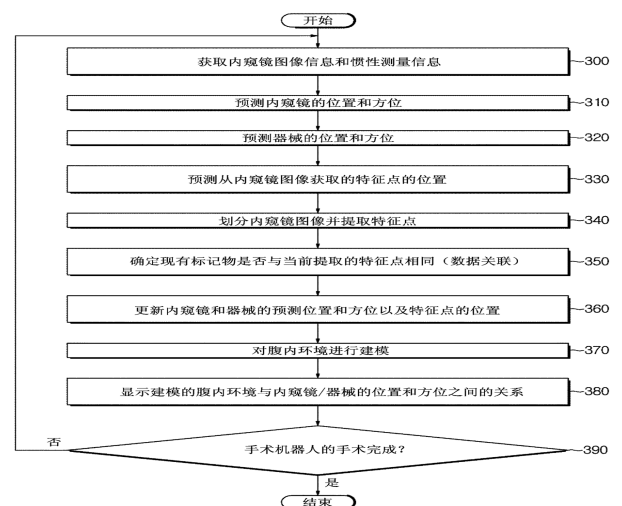 开始
获取内窥镜图像信息和惯性测量信息 300
预测内窥镜的位置和方位 310
预测器械的位置和方位 320
预测从内窥镜图像获取的特征点的位置 330
划分内窥镜图像并提取特征点 340
确定现有标记物是否与当前提取的特征点相同（数据关联） 350
更新内窥镜和器械的预测位置和方位以及特征点的位置 360
对腹内环境进行建模 370
显示建模的腹内环境与内窥镜/器械的位置和方位之间的关系 380
否
手术机器人的手术完成？ 390
是
结束